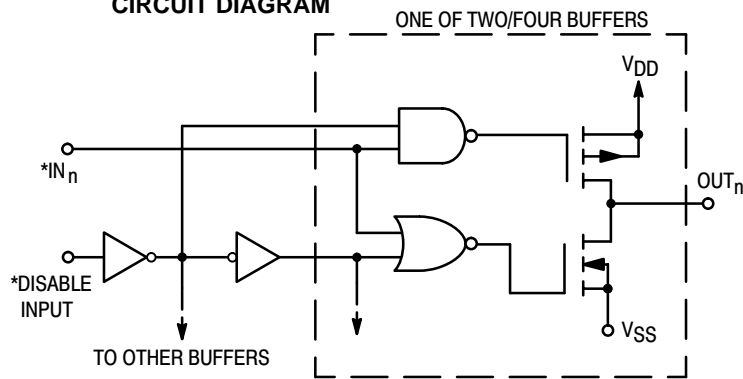 CIRCUIT DIAGRAM
ONE OF TWO/FOUR BUFFERS
VDD
*INn
OUTn
*DISABLE
INPUT
VSS
TO OTHER BUFFERS